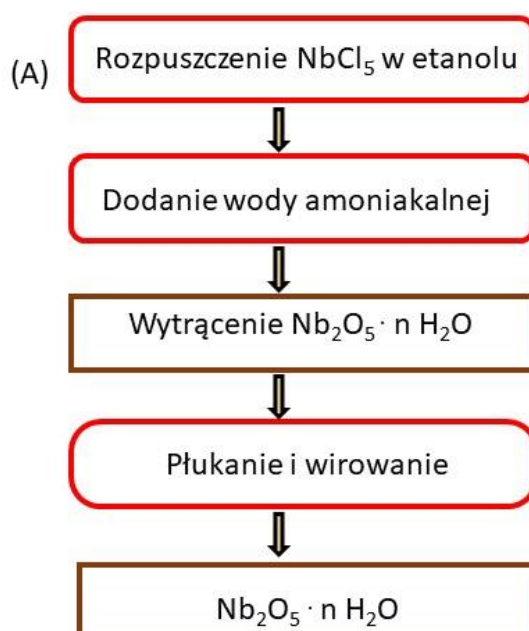 (A)
Rozpuszczenie NbCl₅ w etanolu
Dodanie wody amoniakalnej
Wytrącenie Nb₂O₅ · n H₂O
Płukanie i wirowanie
Nb₂O₅ · n H₂O